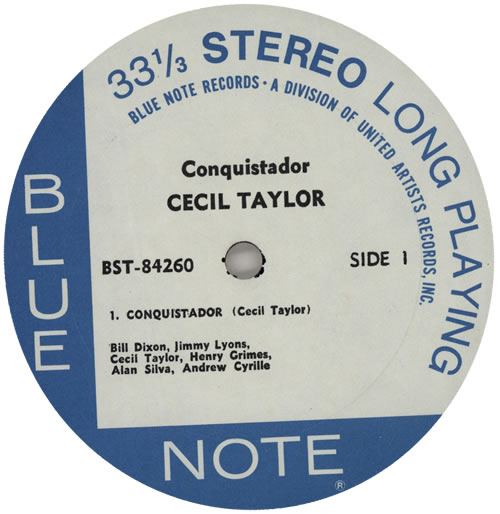 33⅓ STEREO LONG PLAYING
BLUE NOTE RECORDS • A DIVISION OF UNITED ARTISTS RECORDS, INC.
Conquistador
CECIL TAYLOR
BST-84260
SIDE 1
1. CONQUISTADOR (Cecil Taylor)
Bill Dixon, Jimmy Lyons,
Cecil Taylor, Henry Grimes,
Alan Silva, Andrew Cyrille
BLUE
NOTE
®